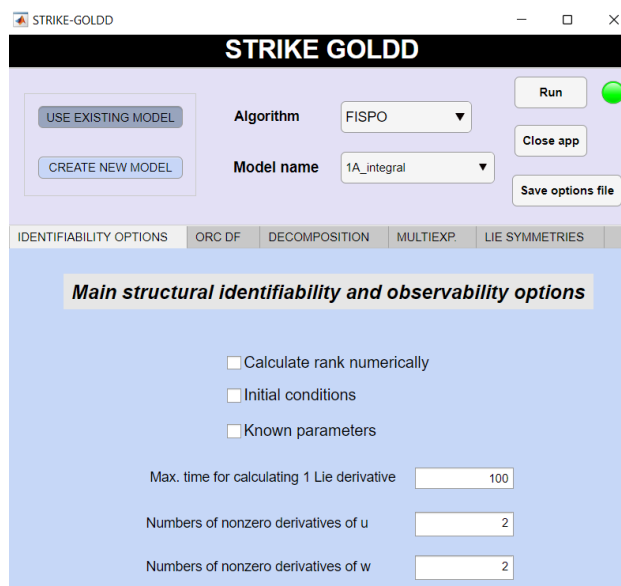 STRIKE-GOLDD
STRIKE GOLDD
USE EXISTING MODEL
CREATE NEW MODEL
Algorithm
FISPO
Model name
1A_integral
Run
Close app
Save options file
IDENTIFIABILITY OPTIONS
ORC DF
DECOMPOSITION
MULTIEXP.
LIE SYMMETRIES
Main structural identifiability and observability options
Calculate rank numerically
Initial conditions
Known parameters
Max. time for calculating 1 Lie derivative 100
Numbers of nonzero derivatives of u 2
Numbers of nonzero derivatives of w 2